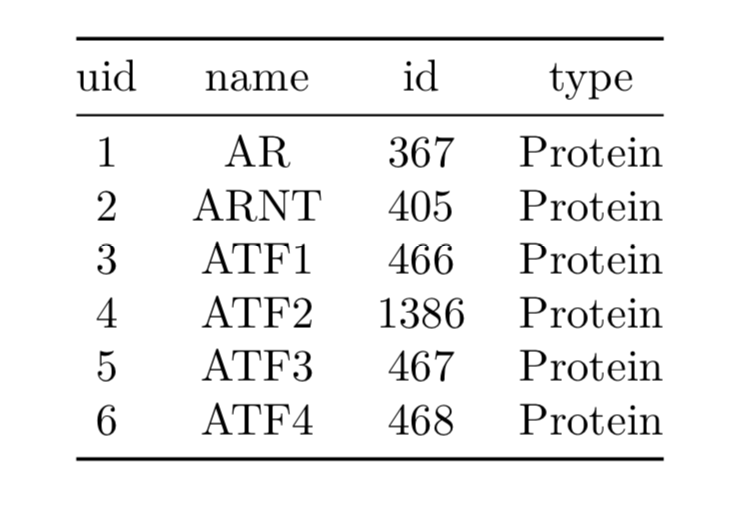 uid name id type
1 AR 367 Protein
2 ARNT 405 Protein
3 ATF1 466 Protein
4 ATF2 1386 Protein
5 ATF3 467 Protein
6 ATF4 468 Protein